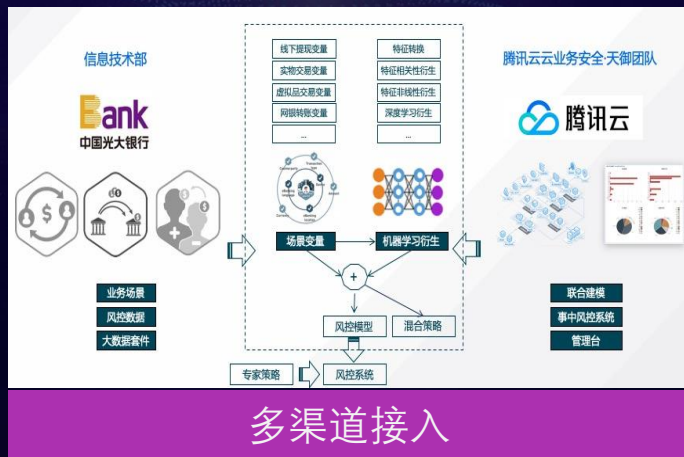 信息技术部
Bank
中国光大银行
业务场景
风控数据
大数据套件
线下提现变量
实物交易变量
虚拟品交易变量
网银转账变量
...
特征转换
特征相关性衍生
特征非线性衍生
深度学习衍生
...
场景变量
机器学习衍生
+
风控模型
混合策略
专家策略
风控系统
腾讯云云业务安全·天御团队
腾讯云
联合建模
事中风控系统
管理台
多渠道接入